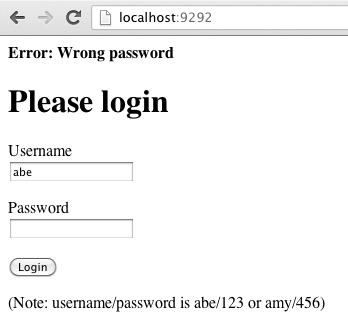 localhost:9292
Error: Wrong password
Please login
Username
abe
Password
Login
(Note: username/password is abe/123 or amy/456)